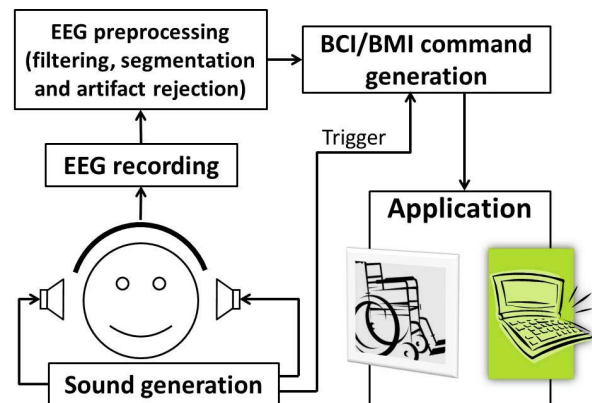 EEG preprocessing
(filtering, segmentation
and artifact rejection)
BCI/BMI command
generation
Trigger
EEG recording
Application
Sound generation